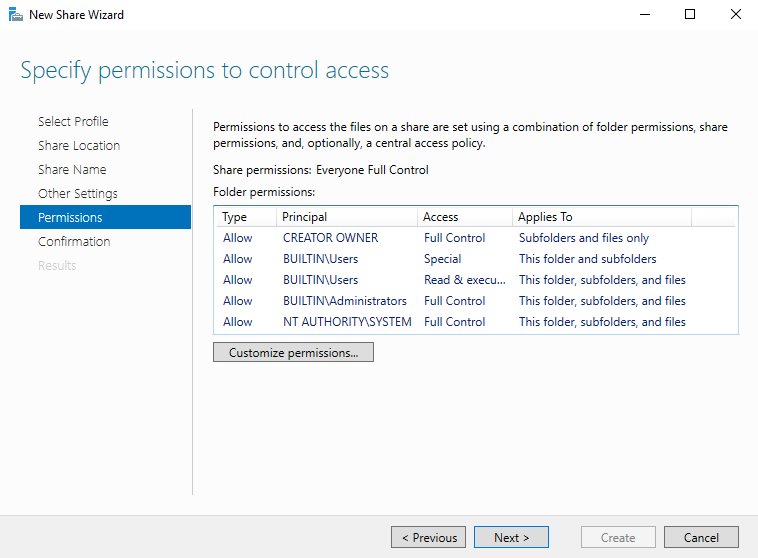 New Share Wizard
Specify permissions to control access
Select Profile
Share Location
Share Name
Other Settings
Permissions
Confirmation
Results
Permissions to access the files on a share are set using a combination of folder permissions, share
permissions, and, optionally, a central access policy.
Share permissions: Everyone Full Control
Folder permissions:
Type Principal Access Applies To
Allow CREATOR OWNER Full Control Subfolders and files only
Allow BUILTIN\Users Special This folder and subfolders
Allow BUILTIN\Users Read & execu... This folder, subfolders, and files
Allow BUILTIN\Administrators Full Control This folder, subfolders, and files
Allow NT AUTHORITY\SYSTEM Full Control This folder, subfolders, and files
Customize permissions...
< Previous Next > Create Cancel